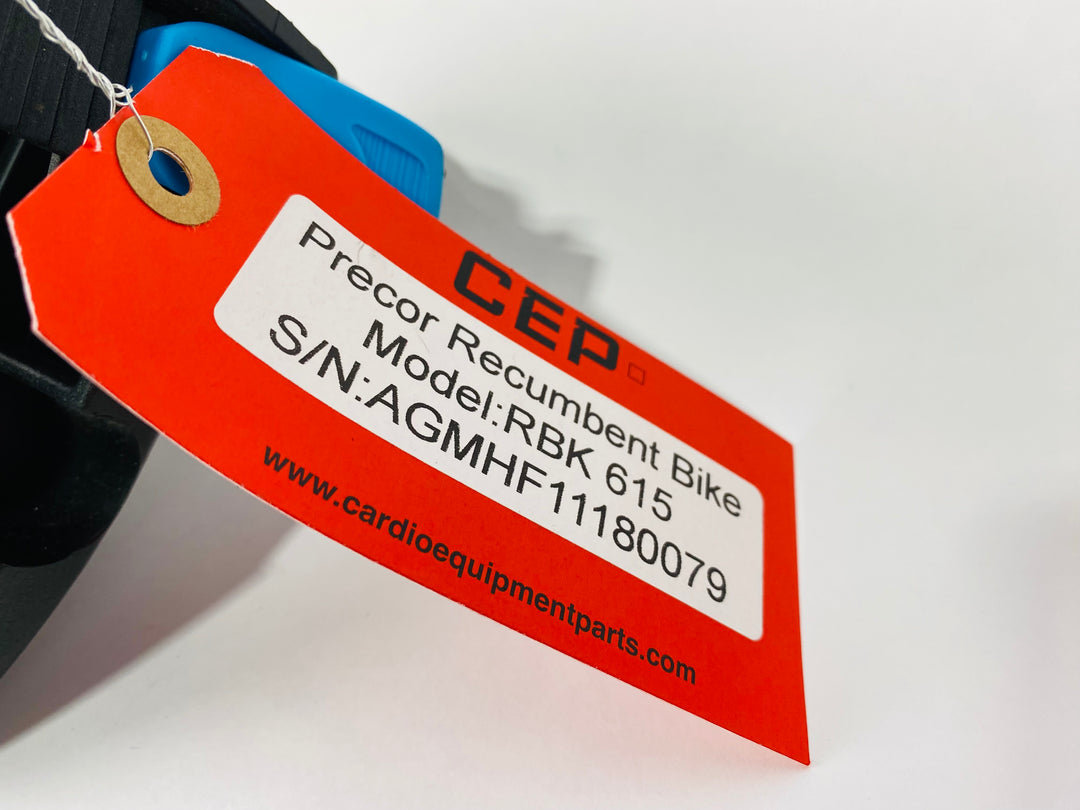 CEP
Precor Recumbent Bike
Model:RBK 615
S/N:AGMHF11180079
www.cardioequipmentparts.com